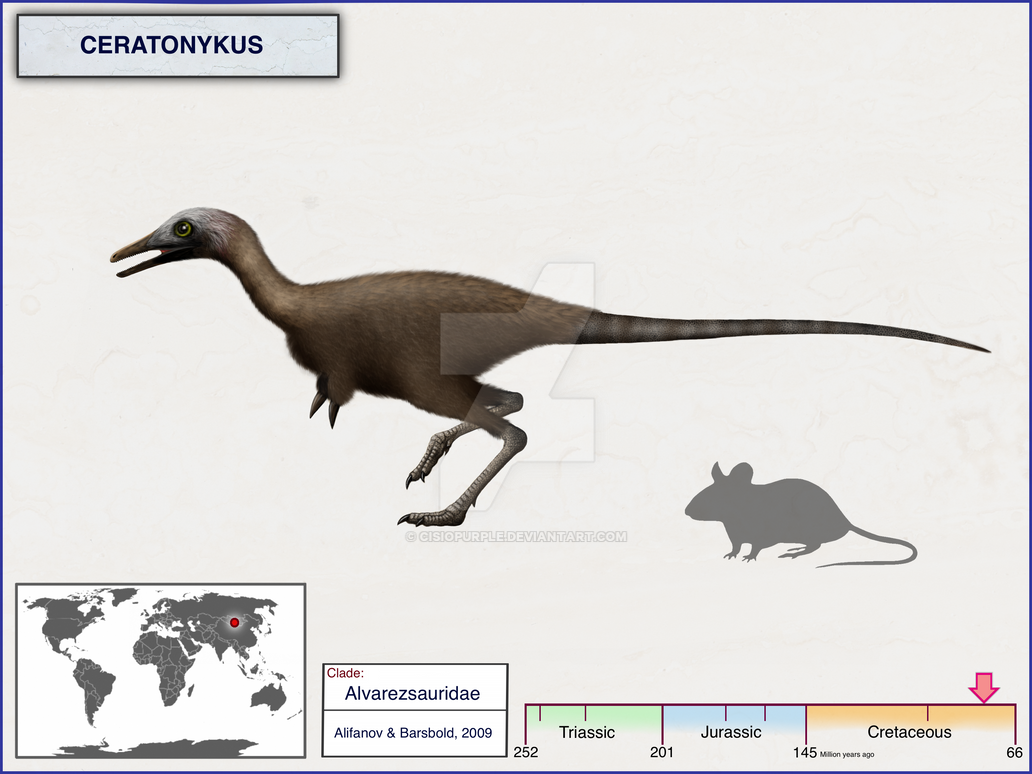 CERATONYKUS
© CISIOPURPLE.DEVIANTART.COM
Clade:
Alvarezsauridae
Alifanov & Barsbold, 2009
Triassic Jurassic Cretaceous
252 201 145 Million years ago 66